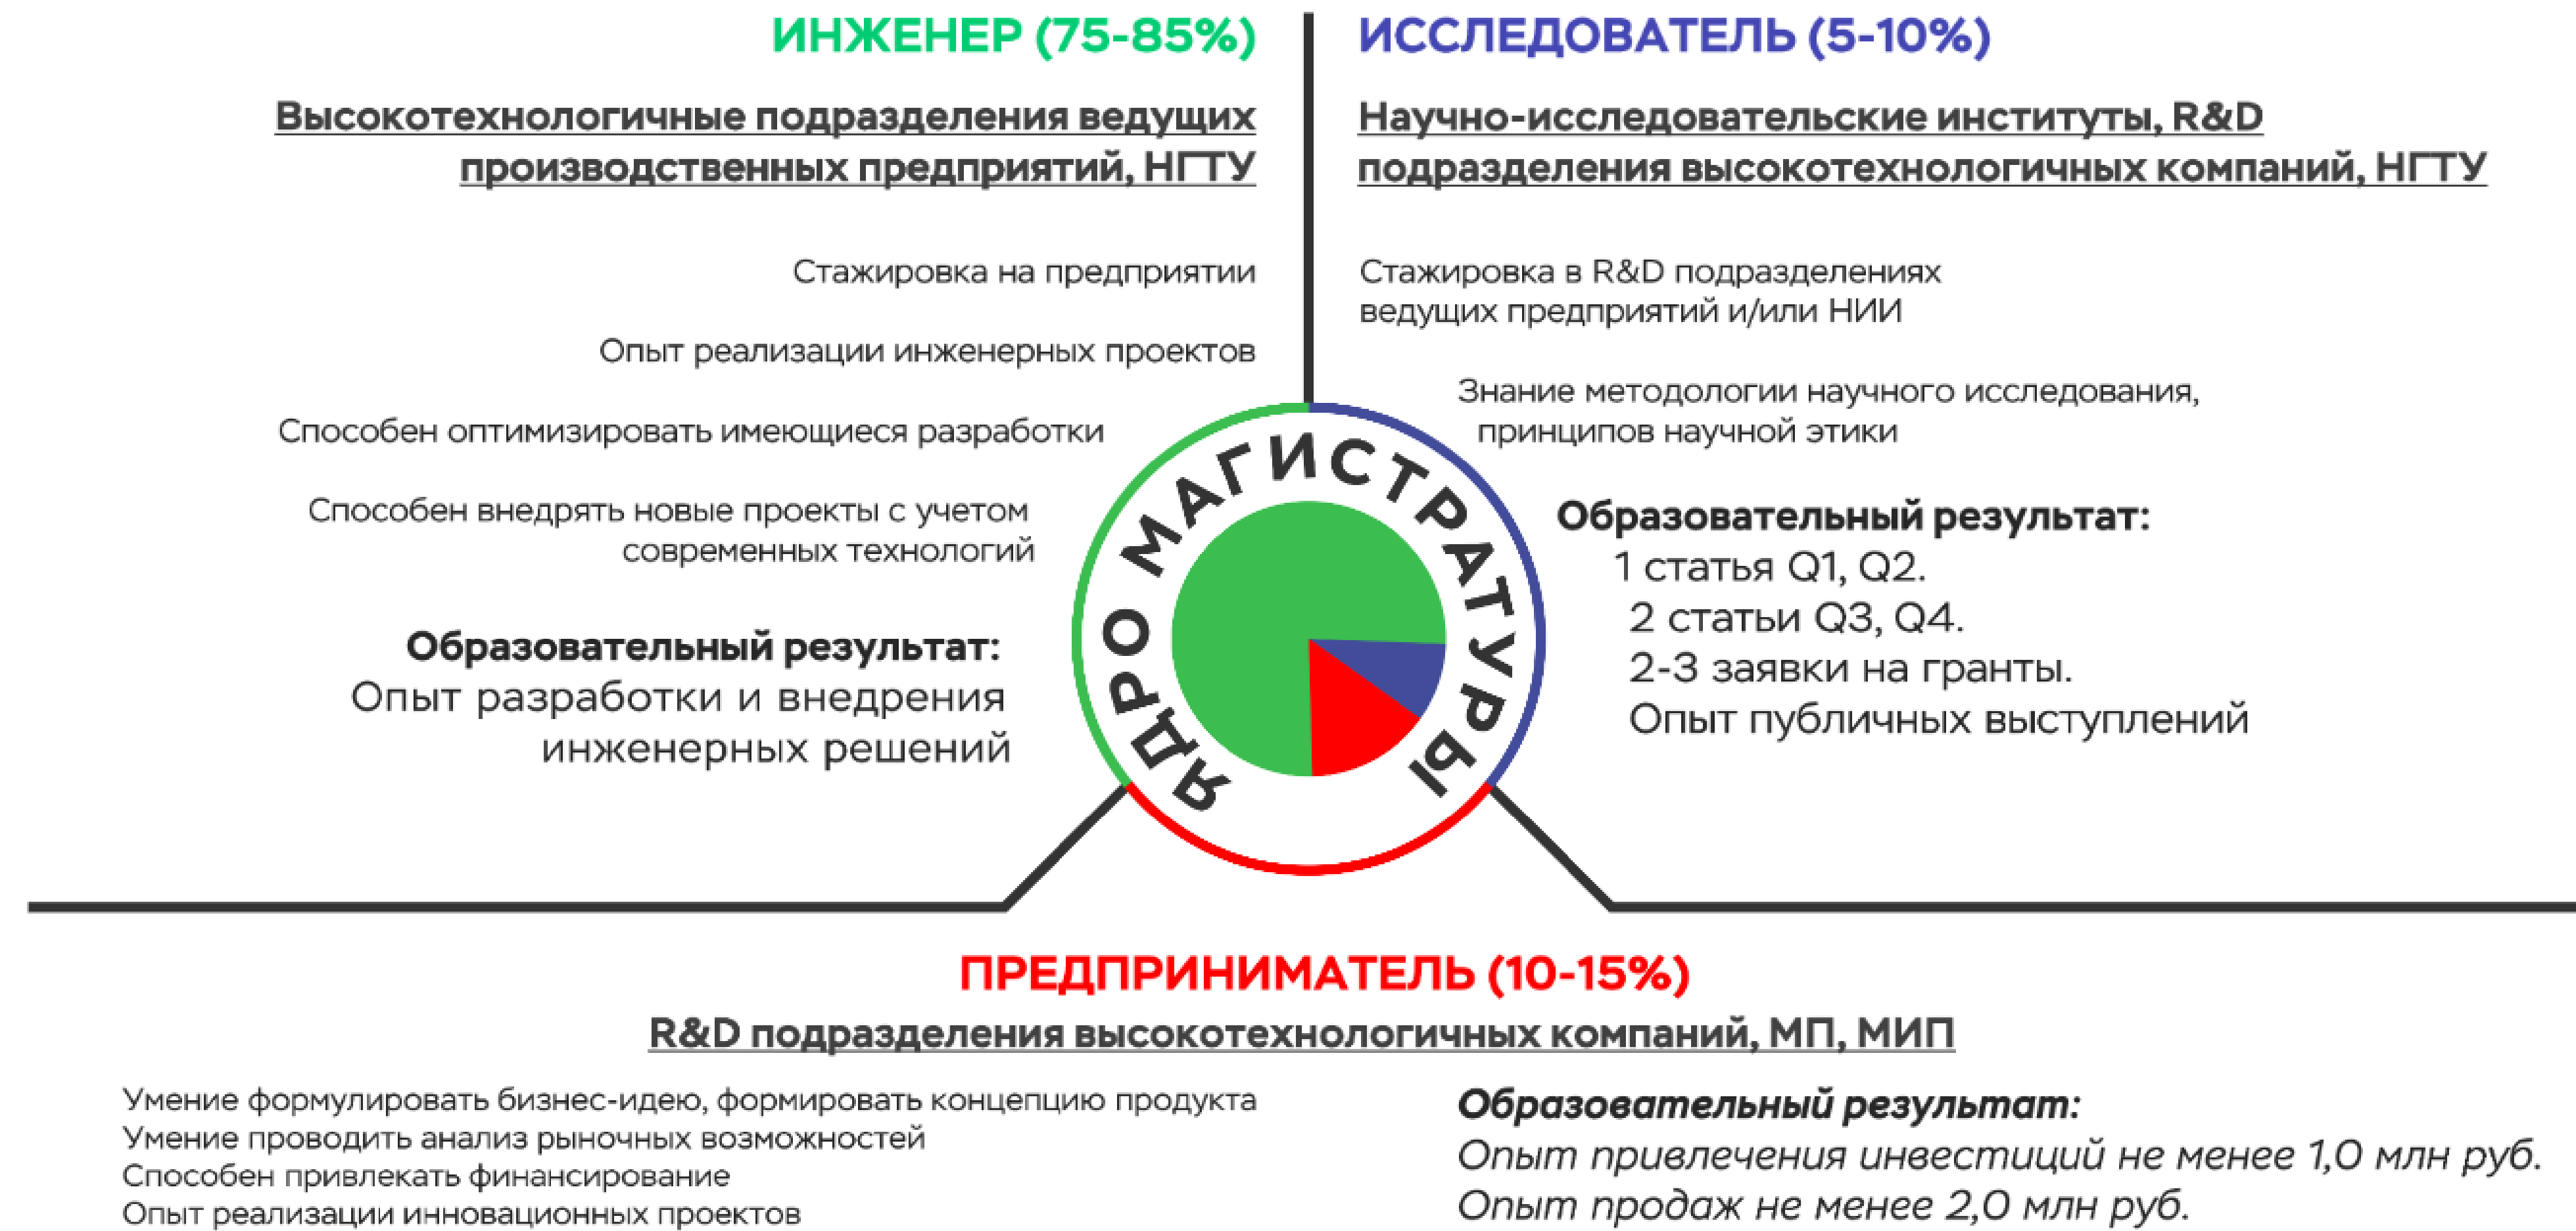 ИНЖЕНЕР (75-85%)
Высокотехнологичные подразделения ведущих
производственных предприятий, НГТУ
Стажировка на предприятии
Опыт реализации инженерных проектов
Способен оптимизировать имеющиеся разработки
Способен внедрять новые проекты с учетом
современных технологий
Образовательный результат:
Опыт разработки и внедрения
инженерных решений
ИССЛЕДОВАТЕЛЬ (5-10%)
Научно-исследовательские институты, R&D
подразделения высокотехнологичных компаний, НГТУ
Стажировка в R&D подразделениях
ведущих предприятий и/или НИИ
Знание методологии научного исследования,
принципов научной этики
Образовательный результат:
1 статья Q1, Q2.
2 статьи Q3, Q4.
2-3 заявки на гранты.
Опыт публичных выступлений
ЯДРО МАГИСТРАТУРЫ
ПРЕДПРИНИМАТЕЛЬ (10-15%)
R&D подразделения высокотехнологичных компаний, МП, МИП
Умение формулировать бизнес-идею, формировать концепцию продукта
Умение проводить анализ рыночных возможностей
Способен привлекать финансирование
Опыт реализации инновационных проектов
Образовательный результат:
Опыт привлечения инвестиций не менее 1,0 млн руб.
Опыт продаж не менее 2,0 млн руб.